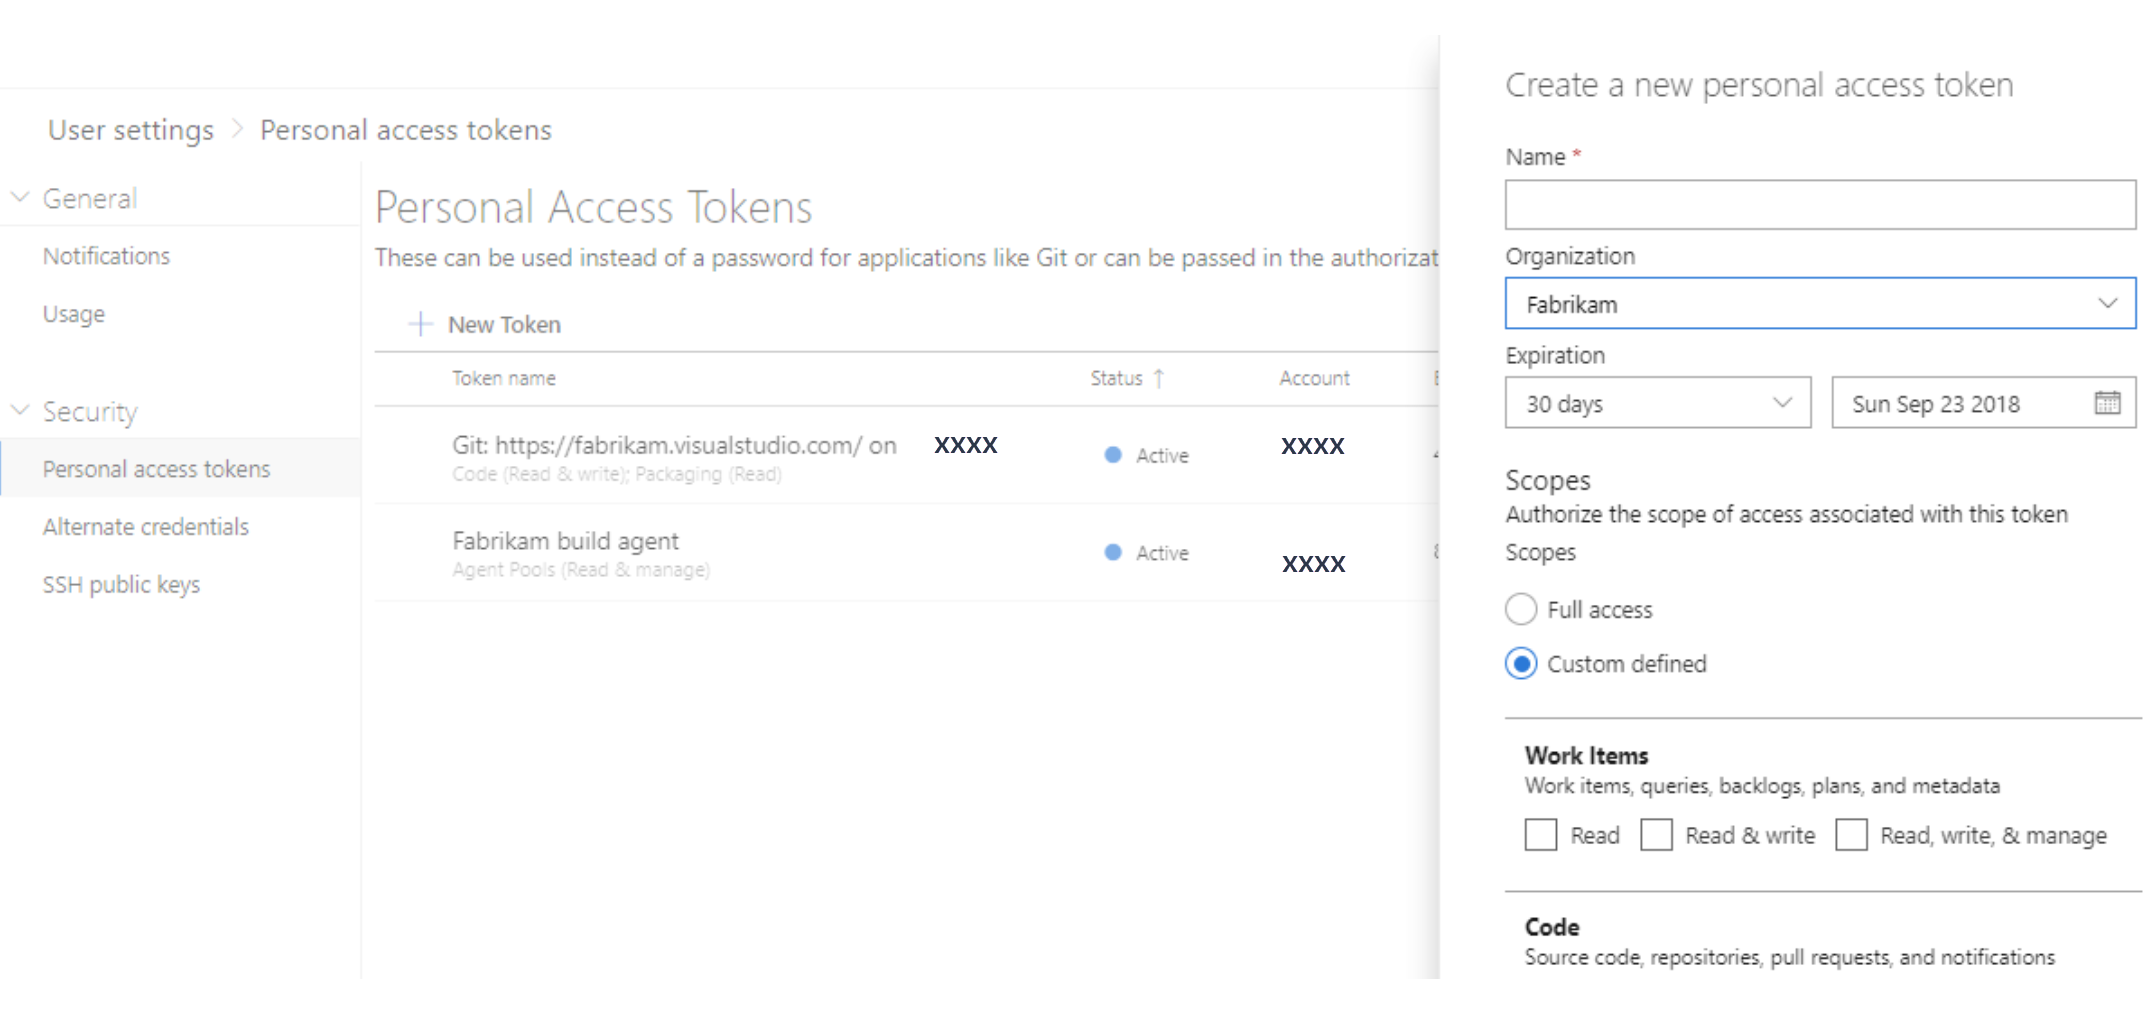 User settings > Personal access tokens
General
Notifications
Usage
Security
Personal access tokens
Alternate credentials
SSH public keys
Personal Access Tokens
These can be used instead of a password for applications like Git or can be passed in the authorizat
+ New Token
Token name Status ↑ Account
Git: https://fabrikam.visualstudio.com/ on XXXX Active XXXX
Code (Read & write); Packaging (Read)
Fabrikam build agent Active XXXX
Agent Pools (Read & manage)
Create a new personal access token
Name *
Organization
Fabrikam
Expiration
30 days Sun Sep 23 2018
Scopes
Authorize the scope of access associated with this token
Scopes
Full access
Custom defined
Work Items
Work items, queries, backlogs, plans, and metadata
Read Read & write Read, write, & manage
Code
Source code, repositories, pull requests, and notifications